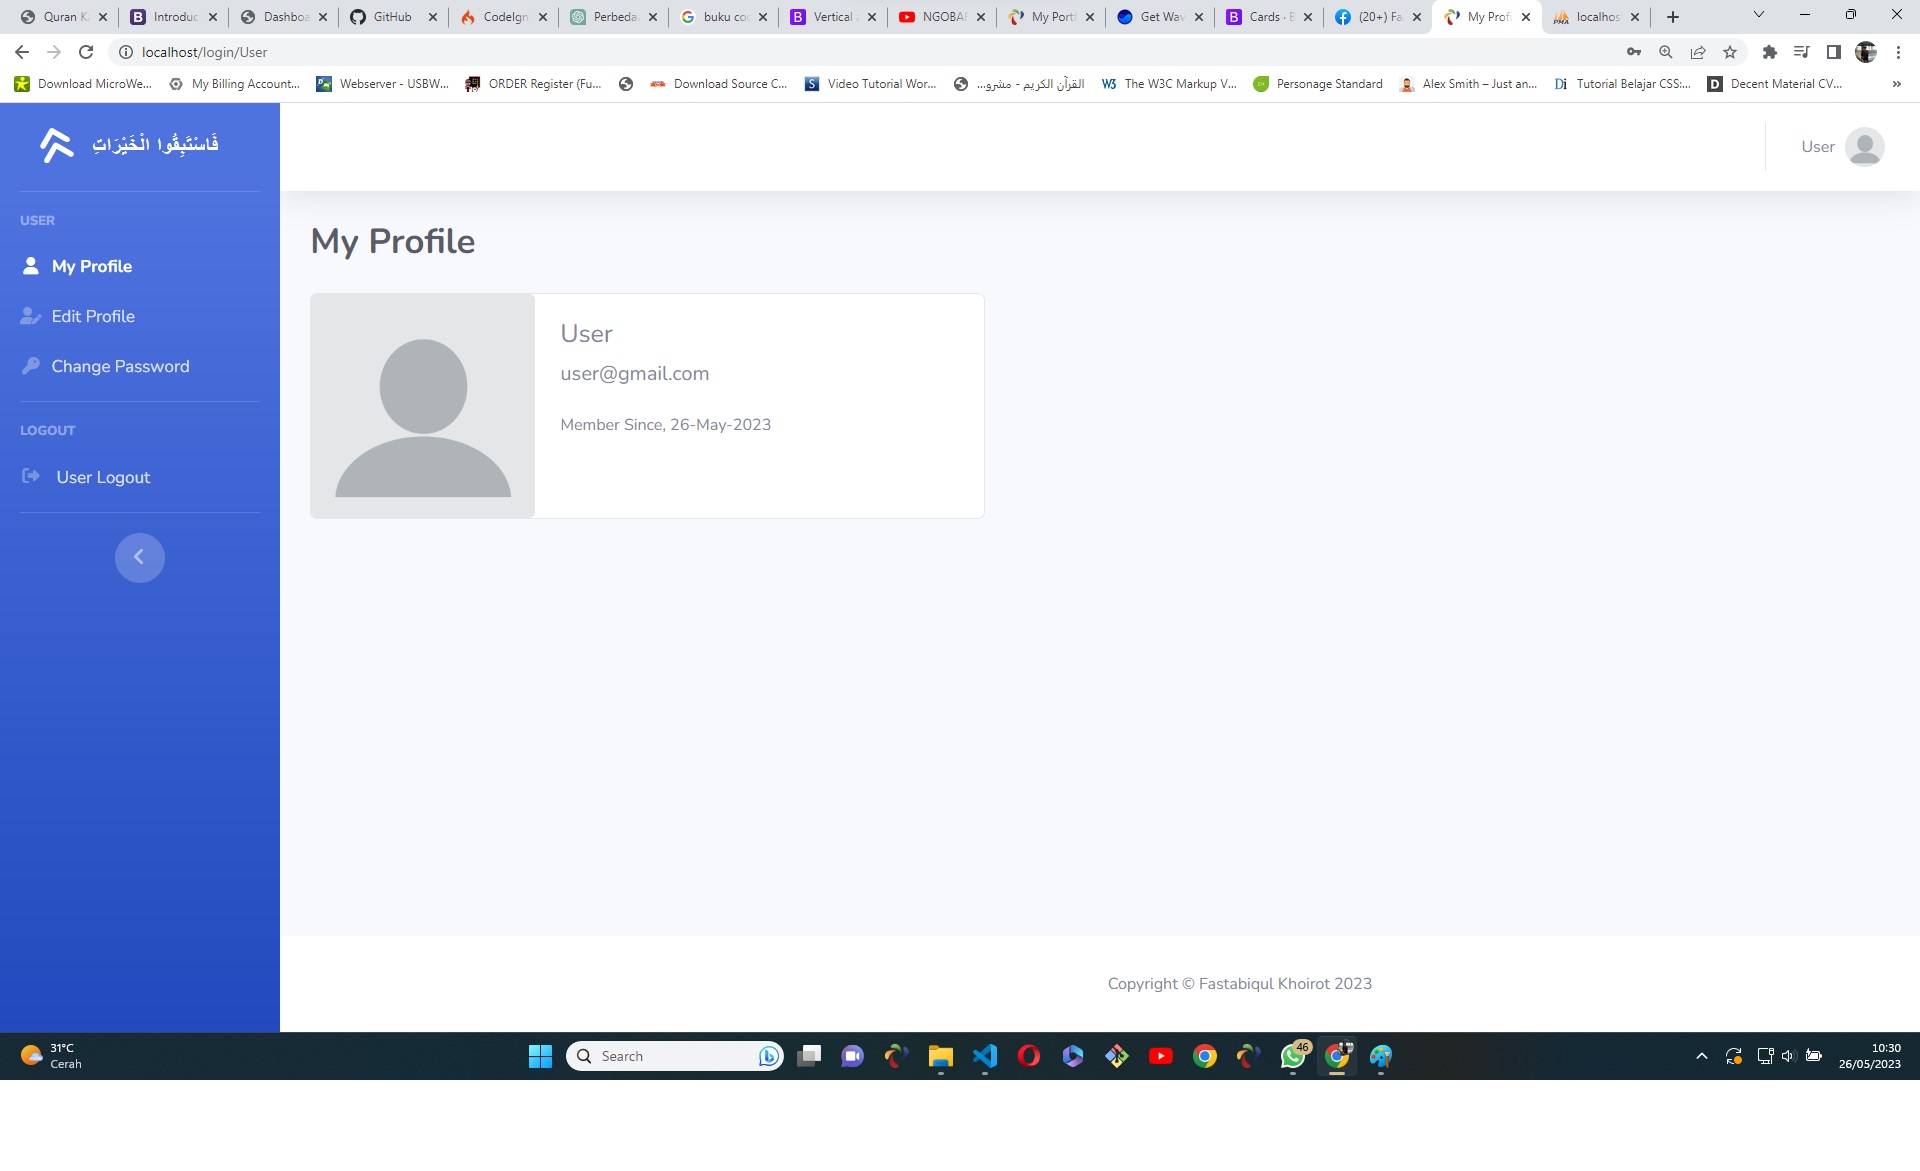 Quran K
Introduc
Dashboa
GitHub
CodeIgn
Perbeda
buku co
Vertical
NGOBA
My Port
Get Wav
Cards · B
(20+) Fa
My Prof
localhos
localhost/login/User
Download MicroWe...
My Billing Account...
Webserver - USBW...
ORDER Register (Fu...
Download Source C...
Video Tutorial Wor...
القرآن الكريم - مشرو...
The W3C Markup V...
Personage Standard
Alex Smith – Just an...
Tutorial Belajar CSS:...
Decent Material CV...
»
فَاسْتَبِقُوا الْخَيْرَاتِ
User
USER
My Profile
Edit Profile
Change Password
LOGOUT
User Logout
My Profile
User
user@gmail.com
Member Since, 26-May-2023
Copyright © Fastabiqul Khoirot 2023
31°C
Cerah
Search
46
10:30
26/05/2023